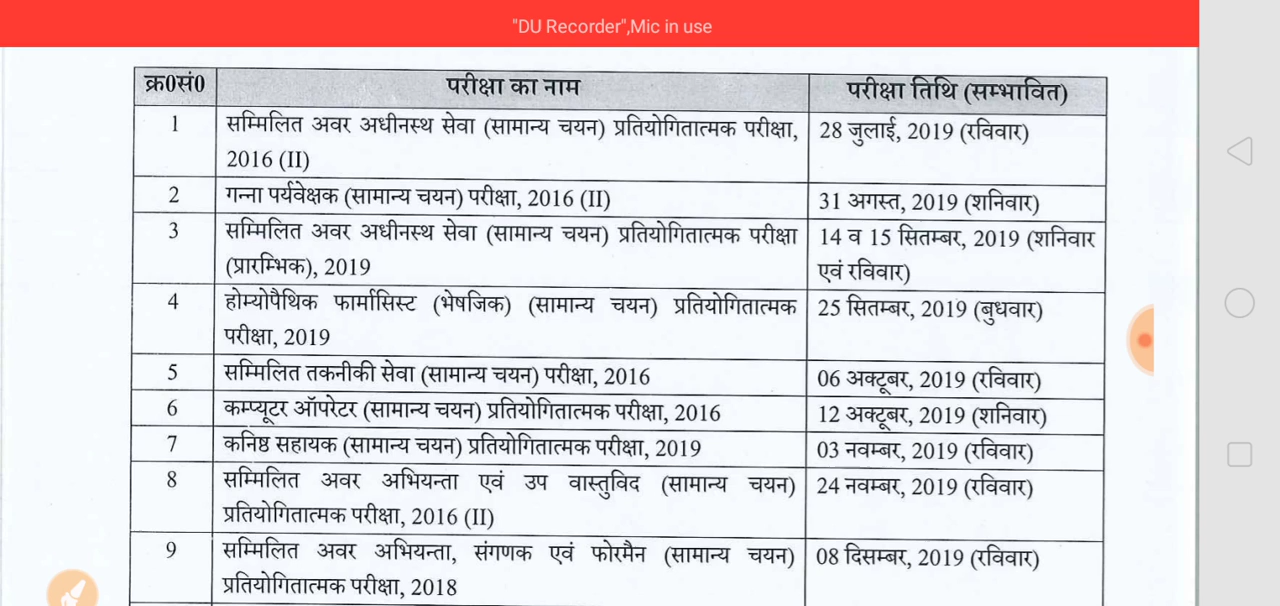 "DU Recorder",Mic in use
क्र0सं0 परीक्षा का नाम परीक्षा तिथि (सम्भावित)
1 सम्मिलित अवर अधीनस्थ सेवा (सामान्य चयन) प्रतियोगितात्मक परीक्षा, 28 जुलाई, 2019 (रविवार)
2016 (II)
2 गन्ना पर्यवेक्षक (सामान्य चयन) परीक्षा, 2016 (II) 31 अगस्त, 2019 (शनिवार)
3 सम्मिलित अवर अधीनस्थ सेवा (सामान्य चयन) प्रतियोगितात्मक परीक्षा 14 व 15 सितम्बर, 2019 (शनिवार
(प्रारम्भिक), 2019 एवं रविवार)
4 होम्योपैथिक फार्मासिस्ट (भेषजिक) (सामान्य चयन) प्रतियोगितात्मक 25 सितम्बर, 2019 (बुधवार)
परीक्षा, 2019
5 सम्मिलित तकनीकी सेवा (सामान्य चयन) परीक्षा, 2016 06 अक्टूबर, 2019 (रविवार)
6 कम्प्यूटर ऑपरेटर (सामान्य चयन) प्रतियोगितात्मक परीक्षा, 2016 12 अक्टूबर, 2019 (शनिवार)
7 कनिष्ठ सहायक (सामान्य चयन) प्रतियोगितात्मक परीक्षा, 2019 03 नवम्बर, 2019 (रविवार)
8 सम्मिलित अवर अभियन्ता एवं उप वास्तुविद (सामान्य चयन) 24 नवम्बर, 2019 (रविवार)
प्रतियोगितात्मक परीक्षा, 2016 (II)
9 सम्मिलित अवर अभियन्ता, संगणक एवं फोरमैन (सामान्य चयन) 08 दिसम्बर, 2019 (रविवार)
प्रतियोगितात्मक परीक्षा, 2018